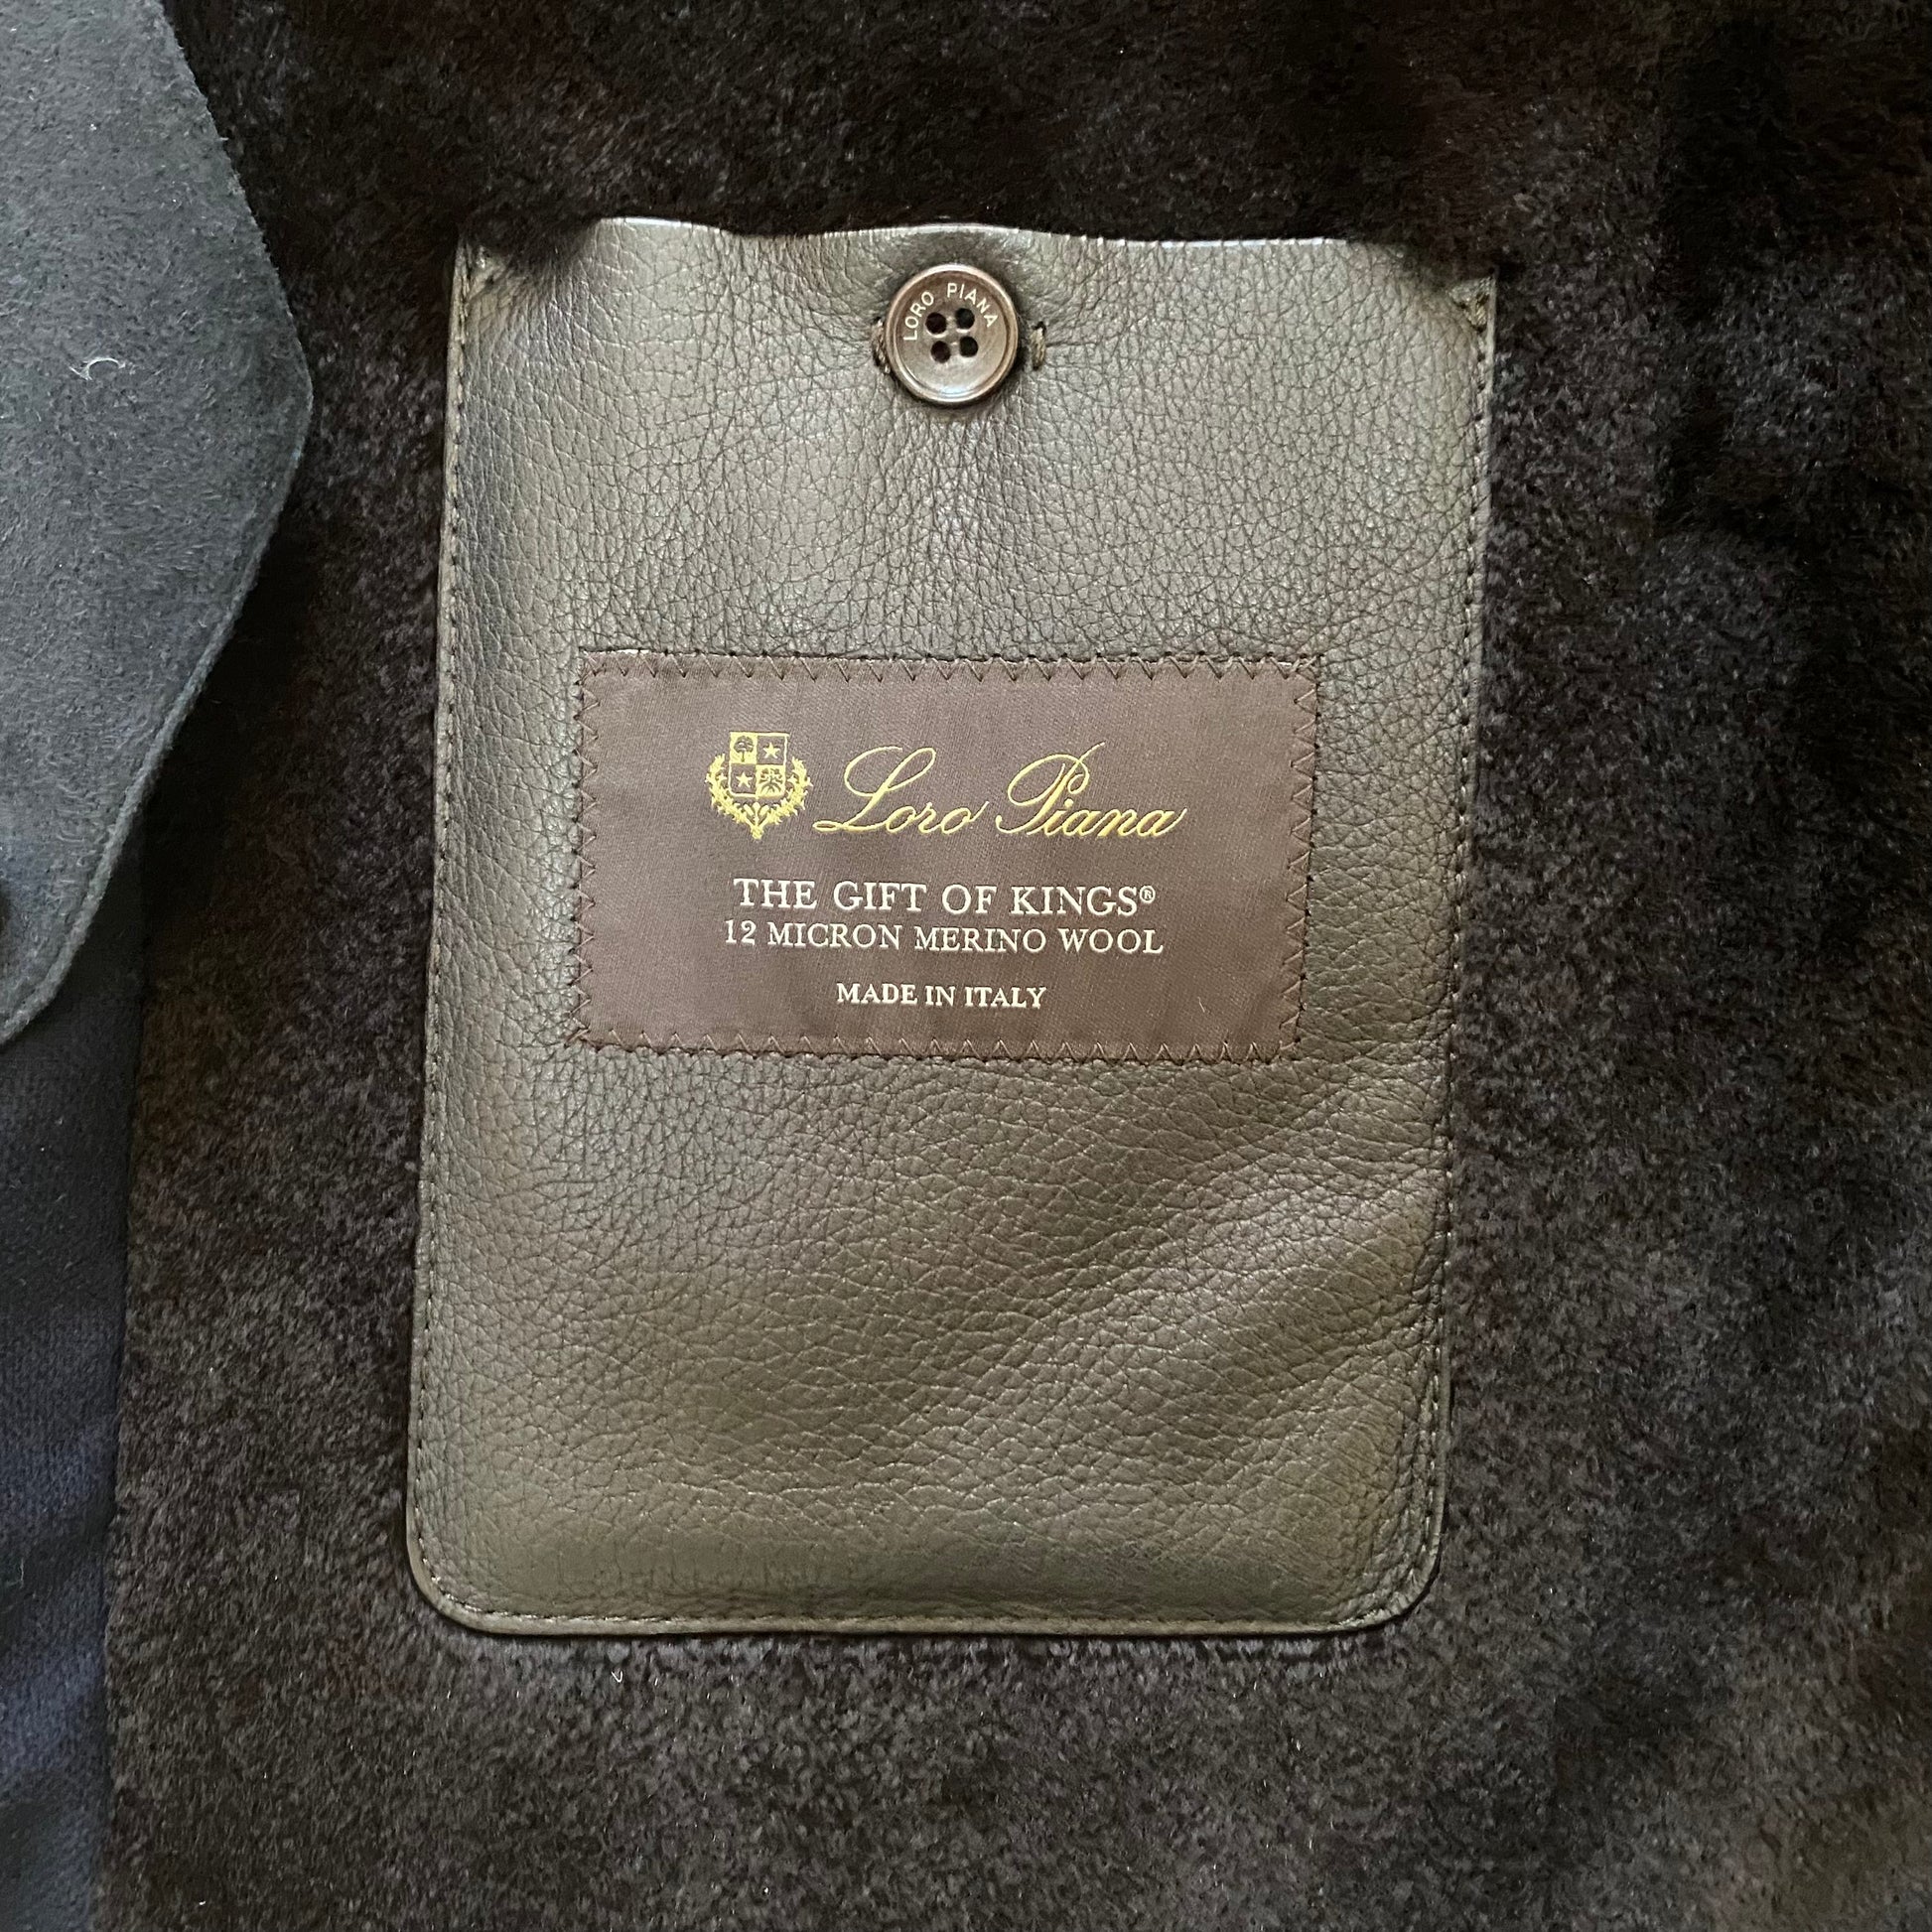 LORO PIANA
Loro Piana
THE GIFT OF KINGS®
12 MICRON MERINO WOOL
MADE IN ITALY